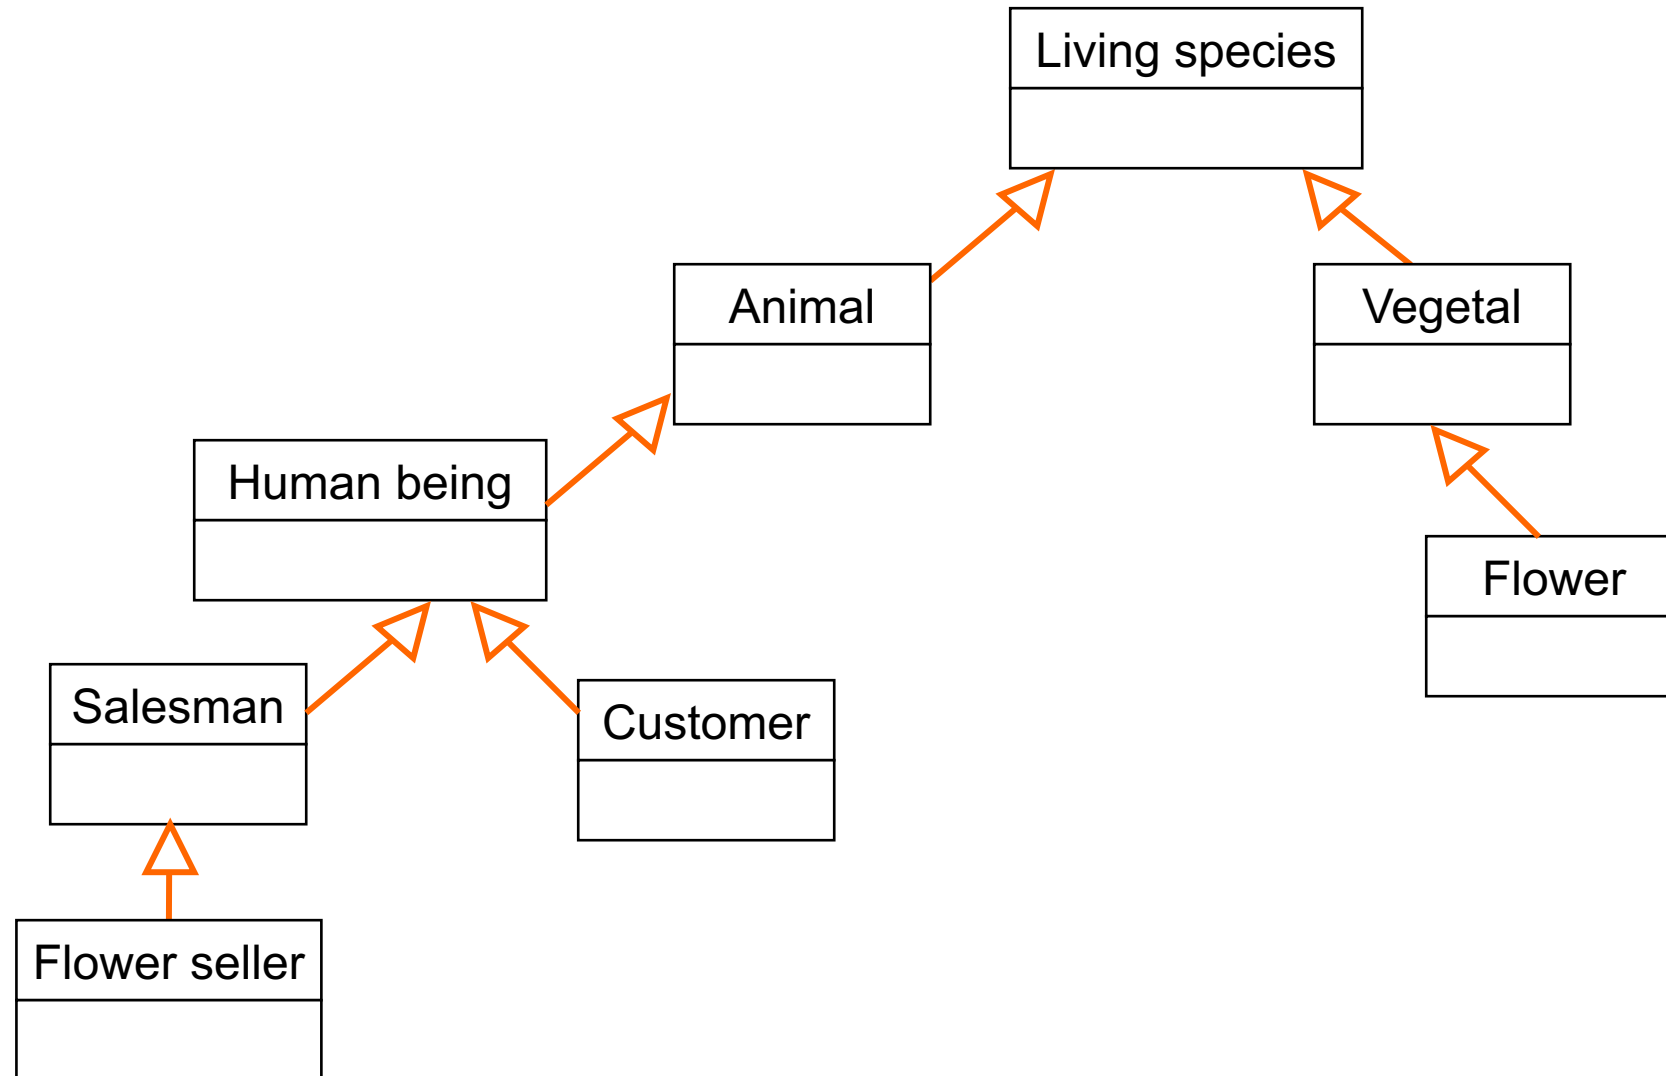 Living species
Animal
Vegetal
Human being
Flower
Salesman
Customer
Flower seller